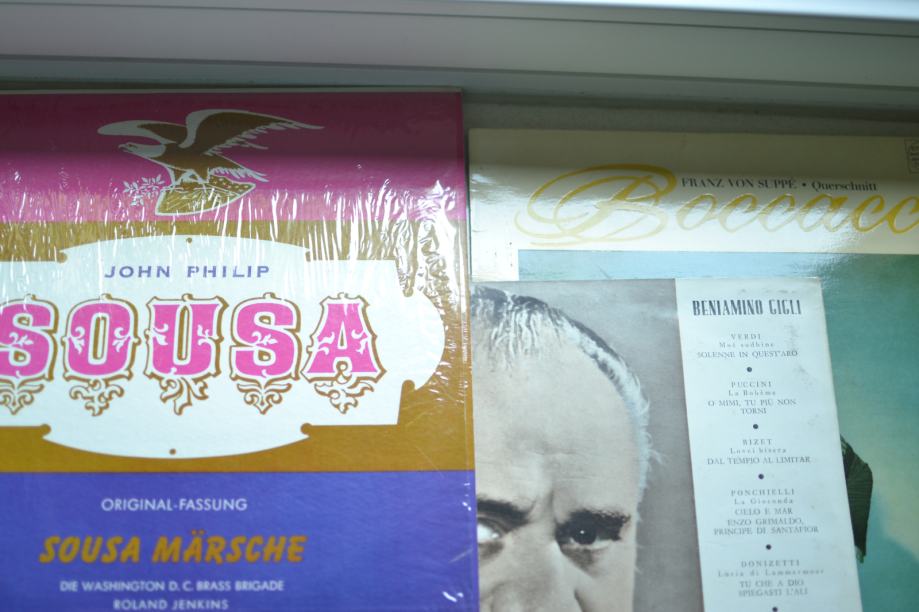 JOHN PHILIP
SOUSA
ORIGINAL-FASSUNG
SOUSA MÄRSCHE
DIE WASHINGTON D. C. BRASS BRIGADE
ROLAND JENKINS
FRANZ VON SUPPÉ • Querschnitt
Boccacc
BENIAMINO GIGLI
VERDI
SOLENNE IN QUEST'ARO
PUCCINI
La Bohème
O MIMI, TU PIÙ NON
TORNI
BIZET
DAL TEMPIO AL LIMITAR
PONCHIELLI
La Gioconda
CIELO E MAR
ENZO GRIMALDO,
PRINCIPE DI SANTAFIOR
DONIZETTI
Lucia di Lammermoor
TU CHE A DIO
SPIEGASTI L'ALI